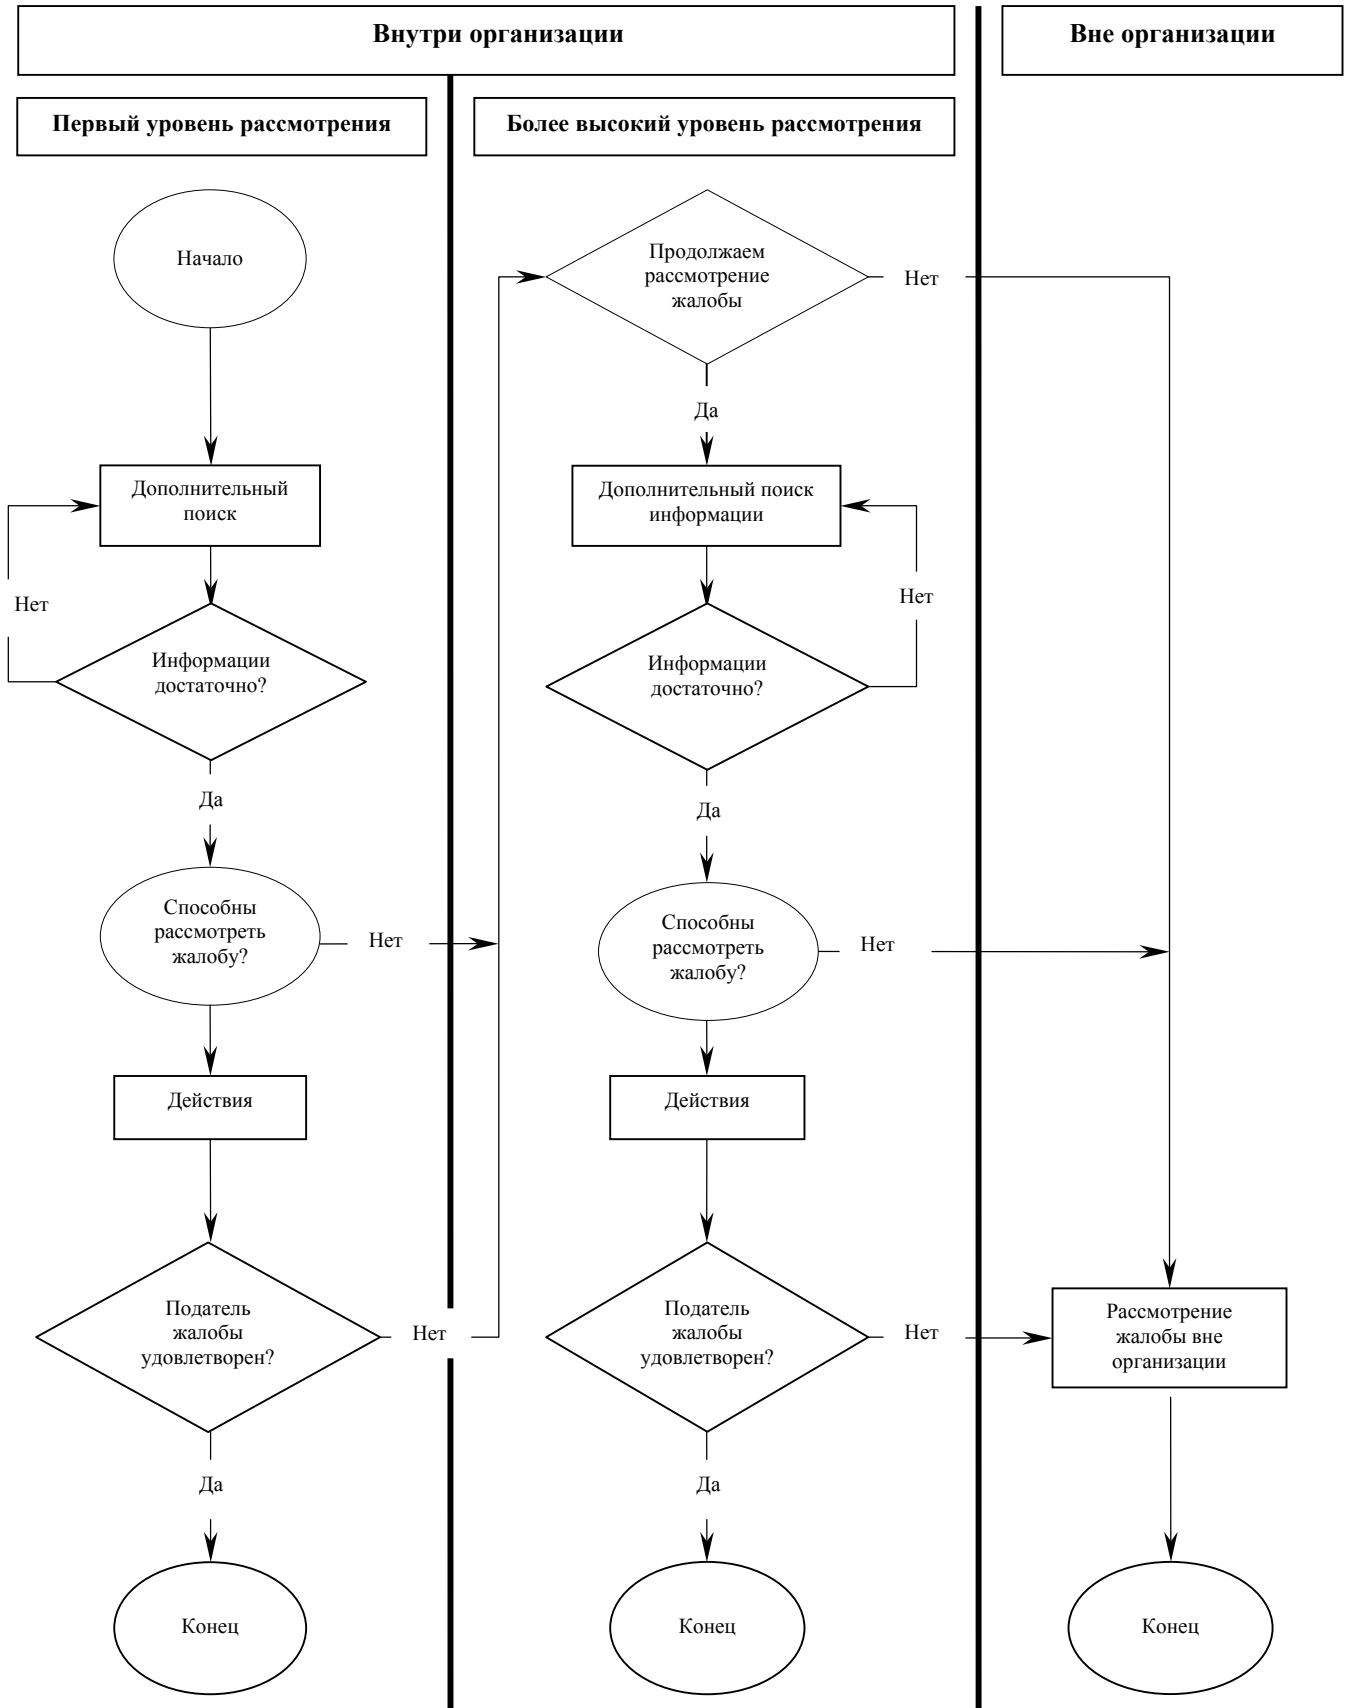 Внутри организации
Вне организации
Первый уровень рассмотрения
Более высокий уровень рассмотрения
Начало
Дополнительный
поиск
Нет
Информации
достаточно?
Да
Способны
рассмотреть
жалобу?
Нет
Действия
Податель
жалобы
удовлетворен?
Нет
Да
Конец
Продолжаем
рассмотрение
жалобы
Нет
Да
Дополнительный поиск
информации
Нет
Информации
достаточно?
Да
Способны
рассмотреть
жалобу?
Нет
Действия
Податель
жалобы
удовлетворен?
Нет
Да
Конец
Рассмотрение
жалобы вне
организации
Конец